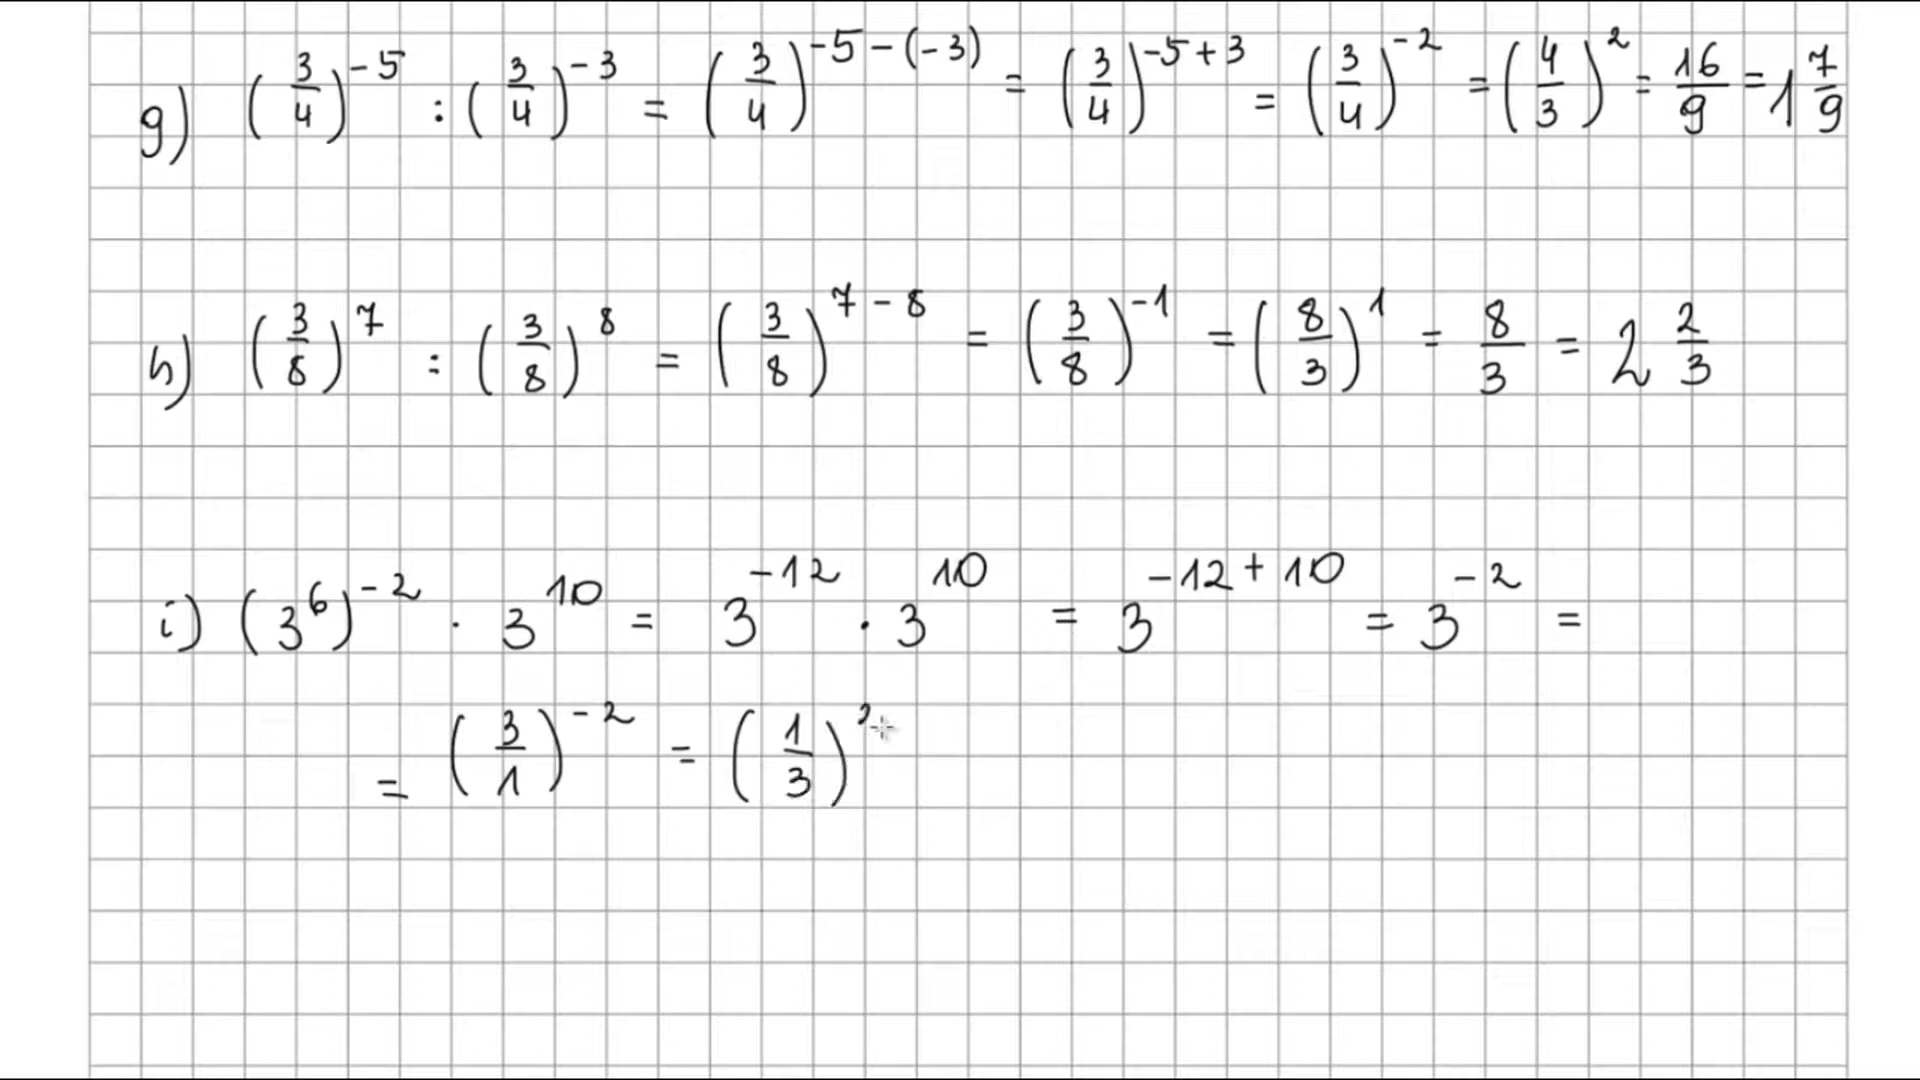 g) (3/4)^-5 : (3/4)^-3 = (3/4)^-5-(-3) = (3/4)^-5+3 = (3/4)^-2 = (4/3)^2 = 16/9 = 1 7/9
h) (3/8)^7 : (3/8)^8 = (3/8)^7-8 = (3/8)^-1 = (8/3)^1 = 8/3 = 2 2/3
i) (3^6)^-2 · 3^10 = 3^-12 · 3^10 = 3^-12+10 = 3^-2 =
= (3/1)^-2 = (1/3)^2